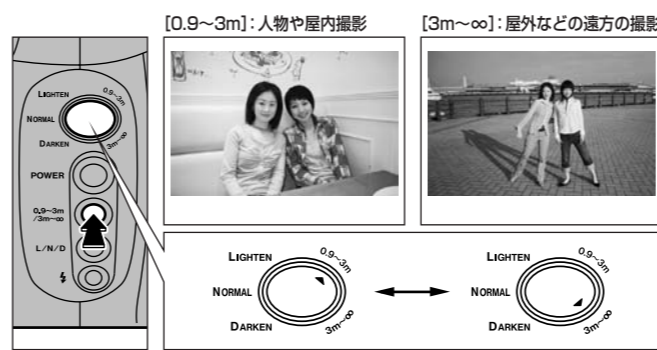 [0.9～3m]：人物や屋内撮影
[3m～∞]：屋外などの遠方の撮影
LIGHTEN
0.9～3m
NORMAL
DARKEN
3m～∞
POWER
0.9～3m
/3m～∞
L/N/D
LIGHTEN
0.9～3m
NORMAL
DARKEN
3m～∞
LIGHTEN
0.9～3m
NORMAL
DARKEN
3m～∞